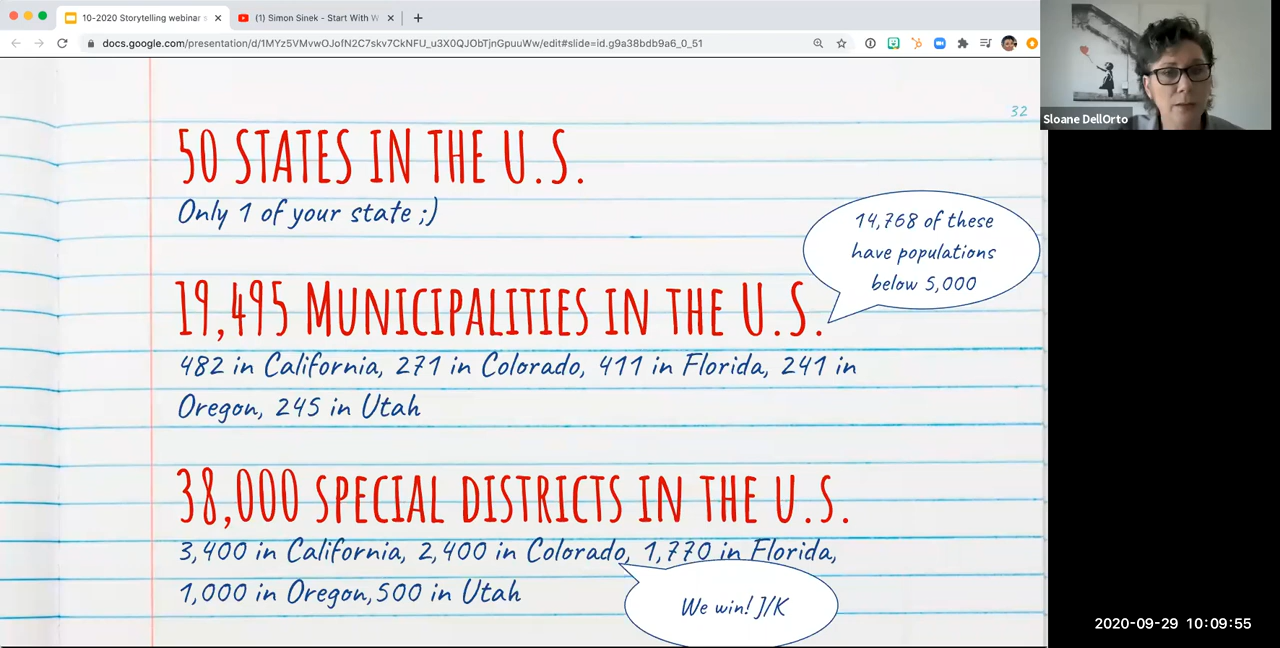 10-2020 Storytelling webinar s
(1) Simon Sinek - Start With W
docs.google.com/presentation/d/1MYz5VMvwOJofN2C7skv7CkNFU_u3X0QJObTjnGpuuWw/edit#slide=id.g9a38bdb9a6_0_51
Sloane DellOrto
32
50 STATES IN THE U.S.
Only 1 of your state ;)
14,768 of these
have populations
below 5,000
19,495 MUNICIPALITIES IN THE U.S.
482 in California, 271 in Colorado, 411 in Florida, 241 in
Oregon, 245 in Utah
38,000 SPECIAL DISTRICTS IN THE U.S.
3,400 in California, 2,400 in Colorado, 1,770 in Florida,
1,000 in Oregon, 500 in Utah
We win! J/K
2020-09-29 10:09:55